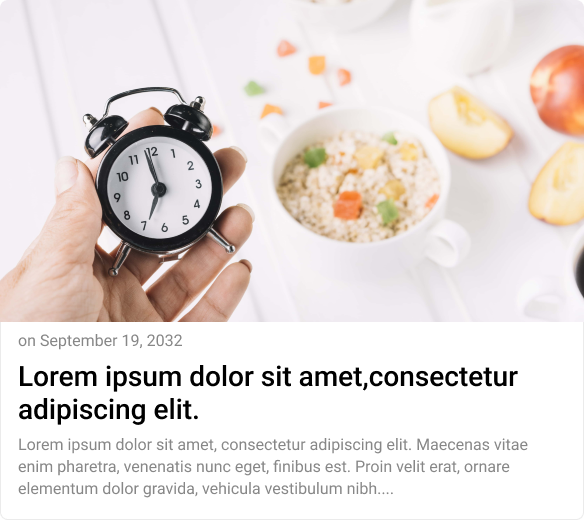 12
1
2
3
4
5
6
7
8
9
10
11
on September 19, 2032
Lorem ipsum dolor sit amet,consectetur
adipiscing elit.
Lorem ipsum dolor sit amet, consectetur adipiscing elit. Maecenas vitae
enim pharetra, venenatis nunc eget, finibus est. Proin velit erat, ornare
elementum dolor gravida, vehicula vestibulum nibh....